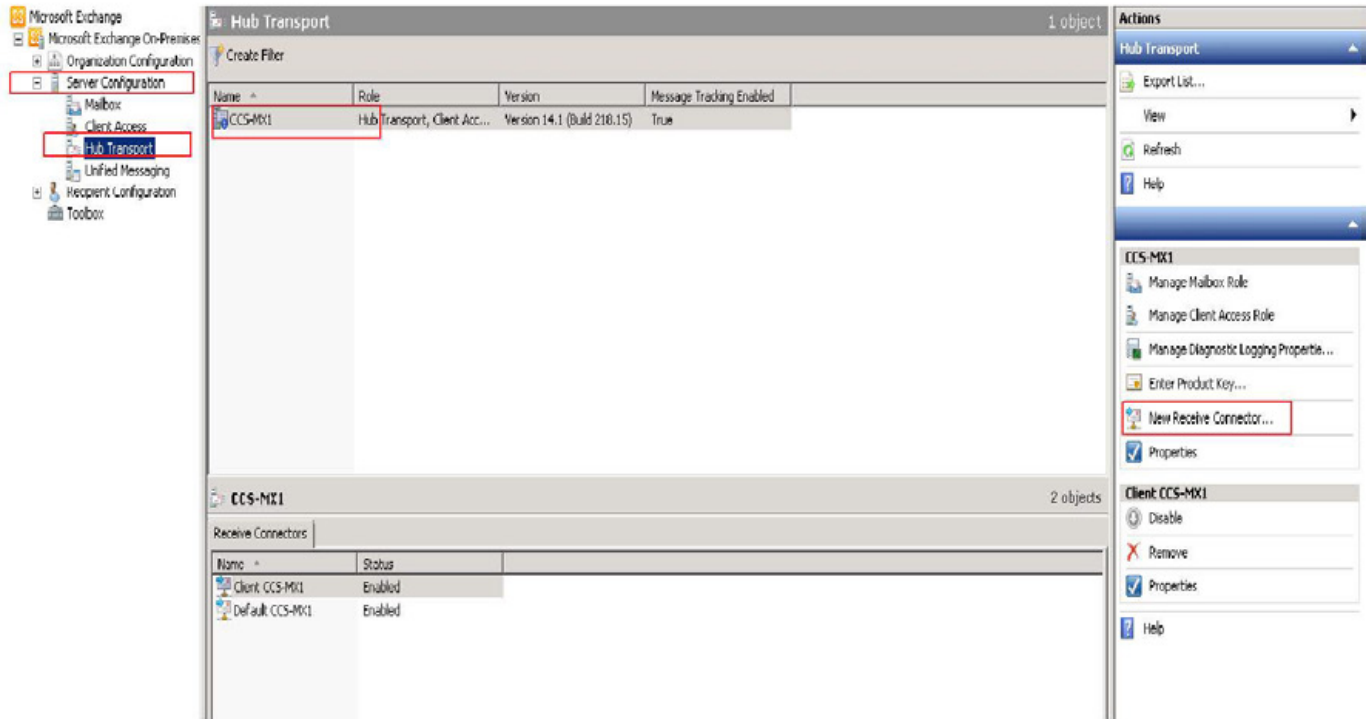 Microsoft Exchange
Microsoft Exchange On-Premises
Organization Configuration
Server Configuration
Mailbox
Client Access
Hub Transport
Unified Messaging
Recipient Configuration
Toolbox
Hub Transport 1 object
Create Filter
Name Role Version Message Tracking Enabled
CCS-MX1 Hub Transport, Client Acc... Version 14.1 (Build 218.15) True
CCS-MX1 2 objects
Receive Connectors
Name Status
Client CCS-MX1 Enabled
Default CCS-MX1 Enabled
Actions
Hub Transport
Export List...
View
Refresh
Help
CCS-MX1
Manage Mailbox Role
Manage Client Access Role
Manage Diagnostic Logging Propertie...
Enter Product Key...
New Receive Connector...
Properties
Client CCS-MX1
Disable
Remove
Properties
Help